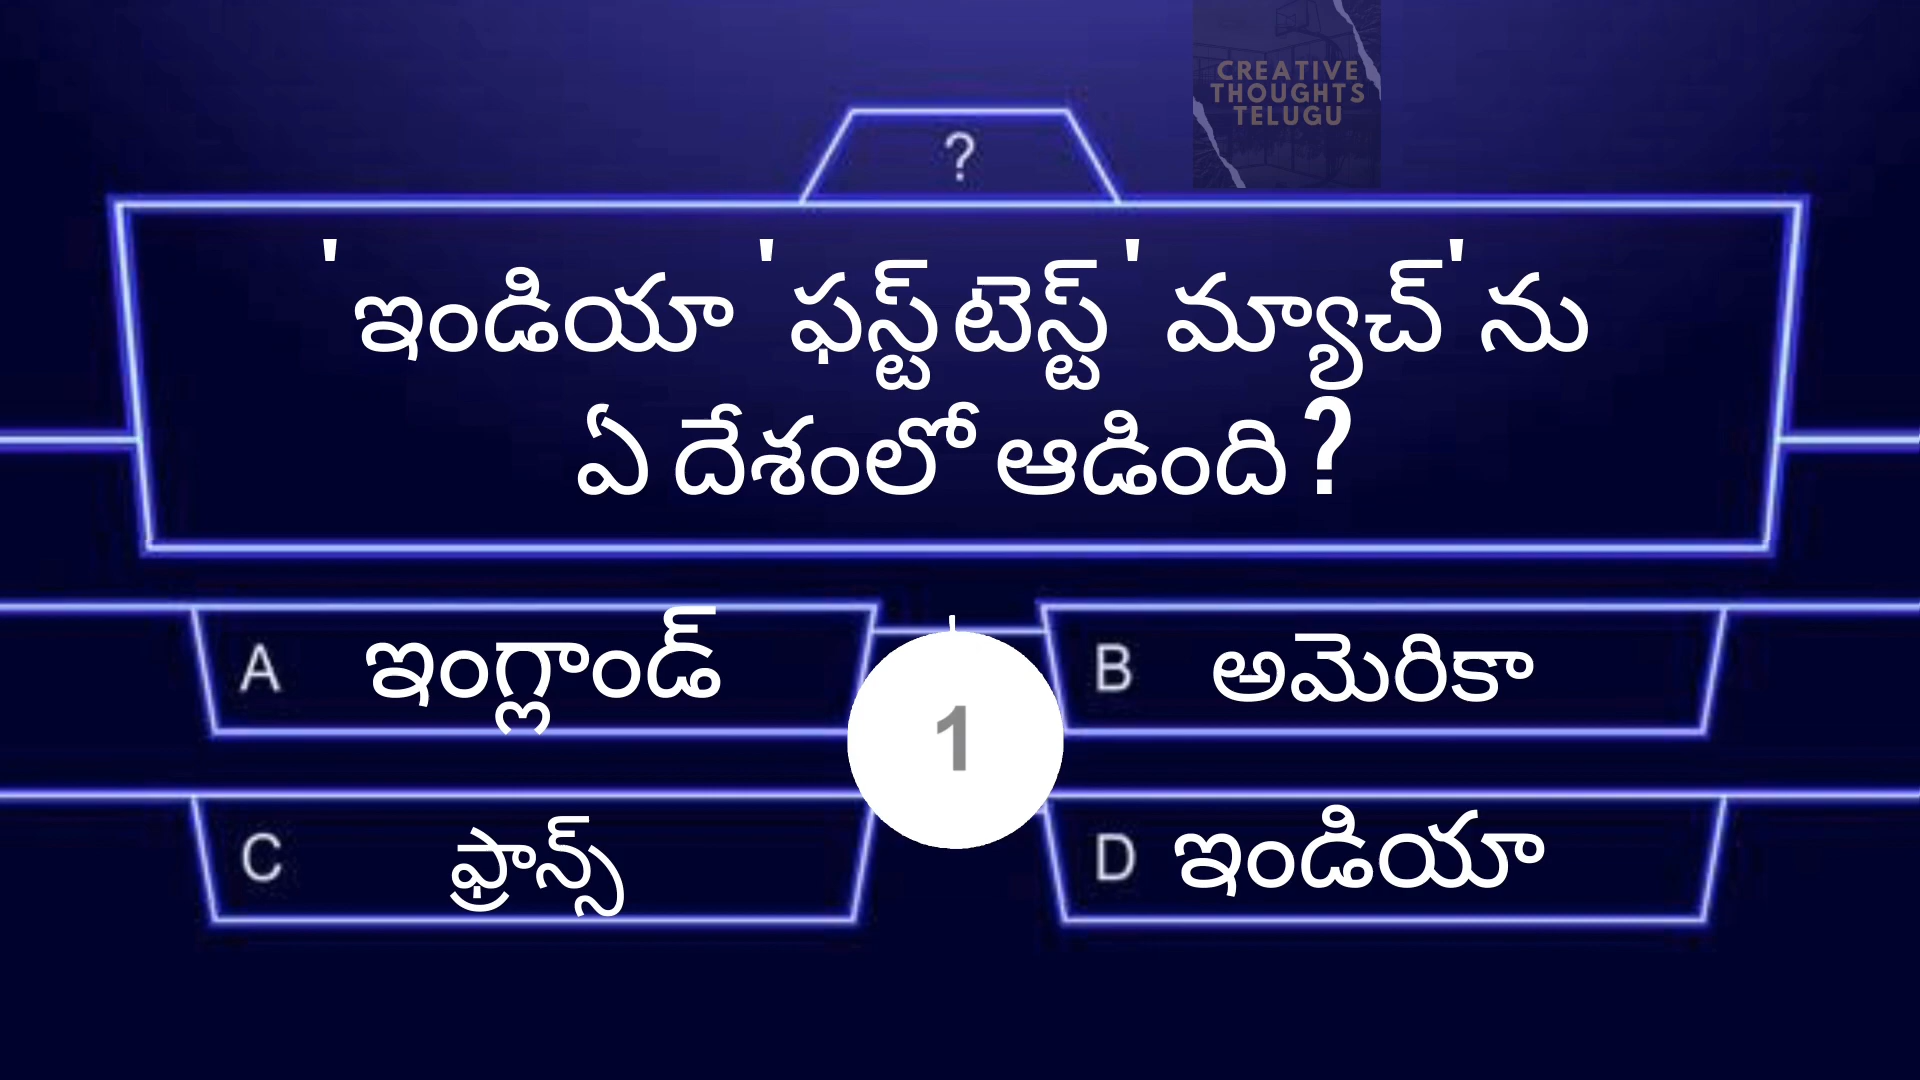 CREATIVE
THOUGHTS
TELUGU
?
'ఇండియా 'ఫస్ట్ టెస్ట్ 'మ్యాచ్'ను
ఏ దేశంలో ఆడింది?
A ఇంగ్లాండ్
B అమెరికా
1
C ఫ్రాన్స్
D ఇండియా